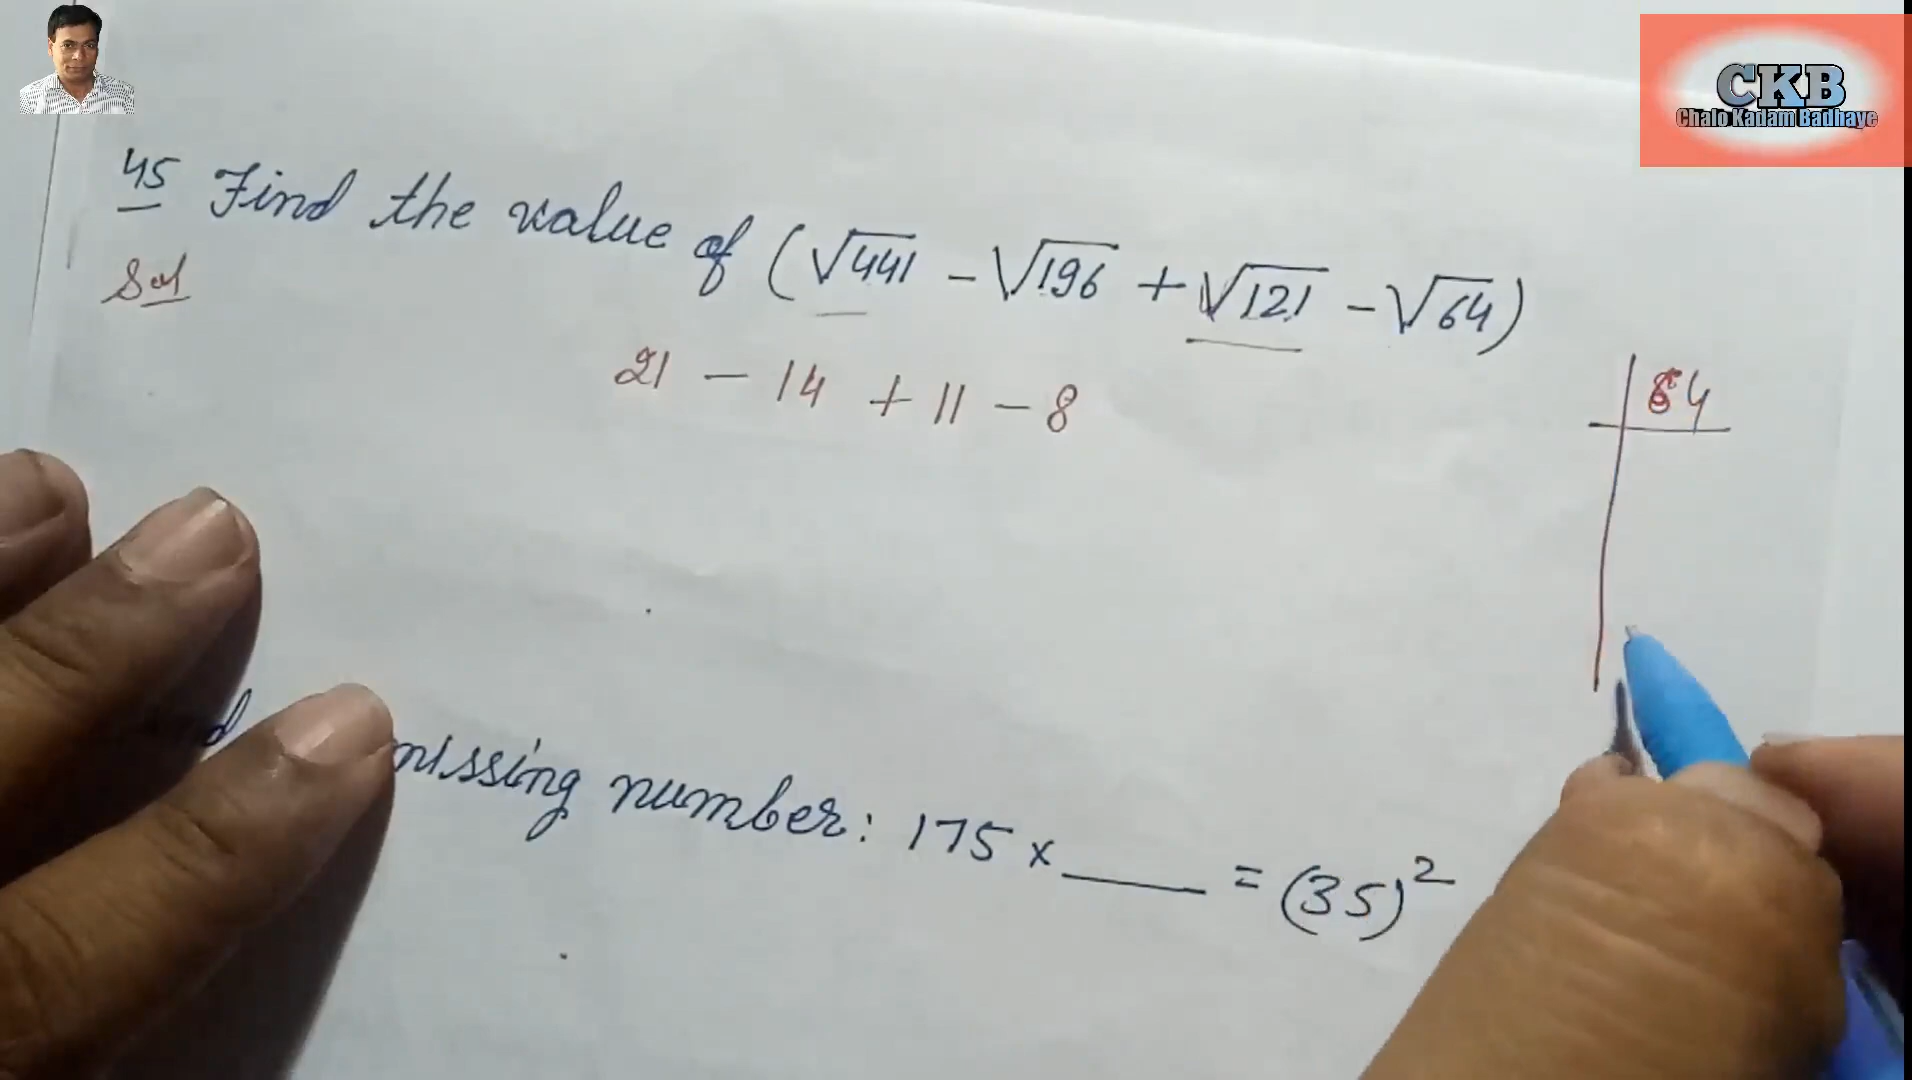 CKB
Chalo Kadam Badhaye
45 Find the value of (√441 - √196 + √121 - √64)
Sol
21 - 14 + 11 - 8
64
missing number: 175 × ____ = (35)²